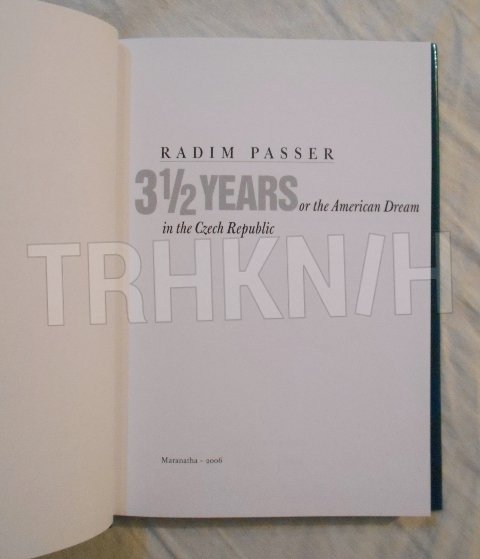 RADIM PASSER
3½ YEARS or the American Dream
in the Czech Republic
TRHKNIH
Maranatha - 2006